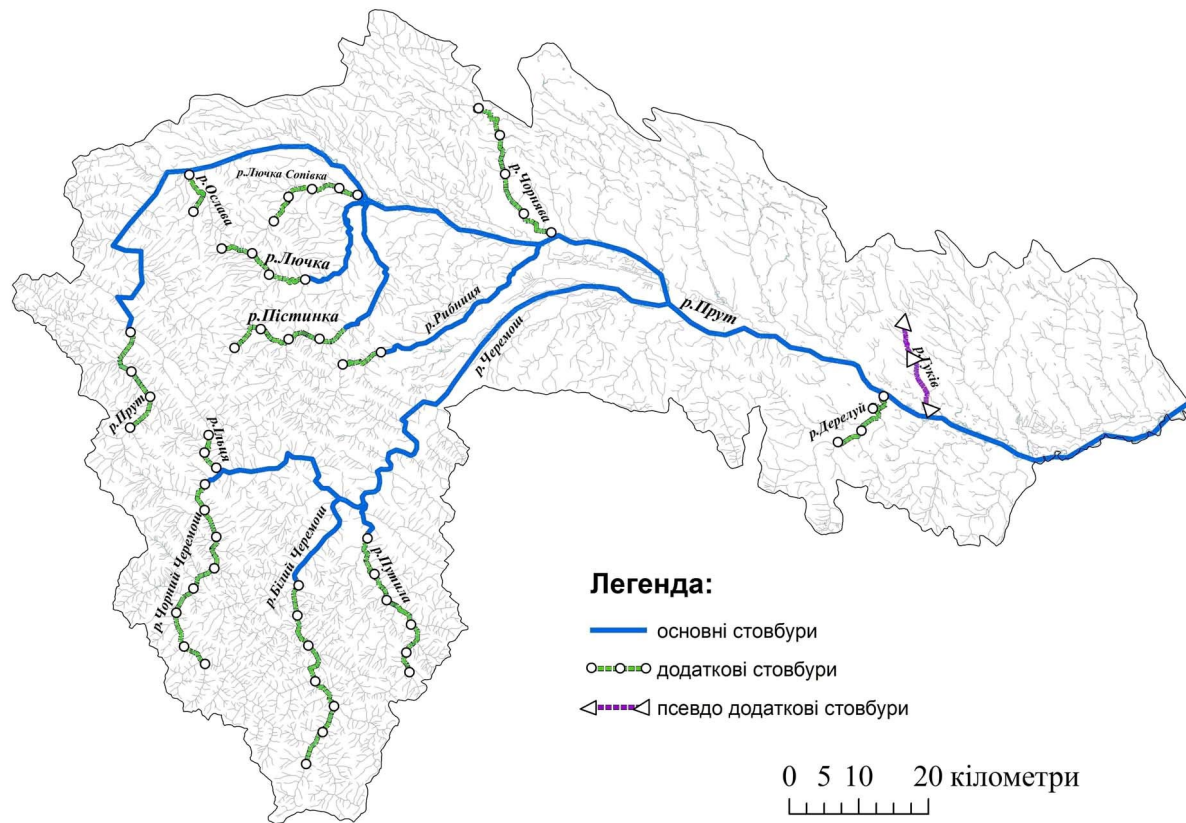 р.Чорнява
р.Лючка Сопівка
р.Ослава
р.Лючка
р.Пістинка
р.Рибниця
р.Черемош
р.Прут
р.Гуків
р.Дерелуй
р.Прут
р.Ільця
р.Чорний Черемош
р.Білий Черемош
р.Путила
Легенда:
основні стовбури
додаткові стовбури
псевдо додаткові стовбури
0 5 10 20 кілометри